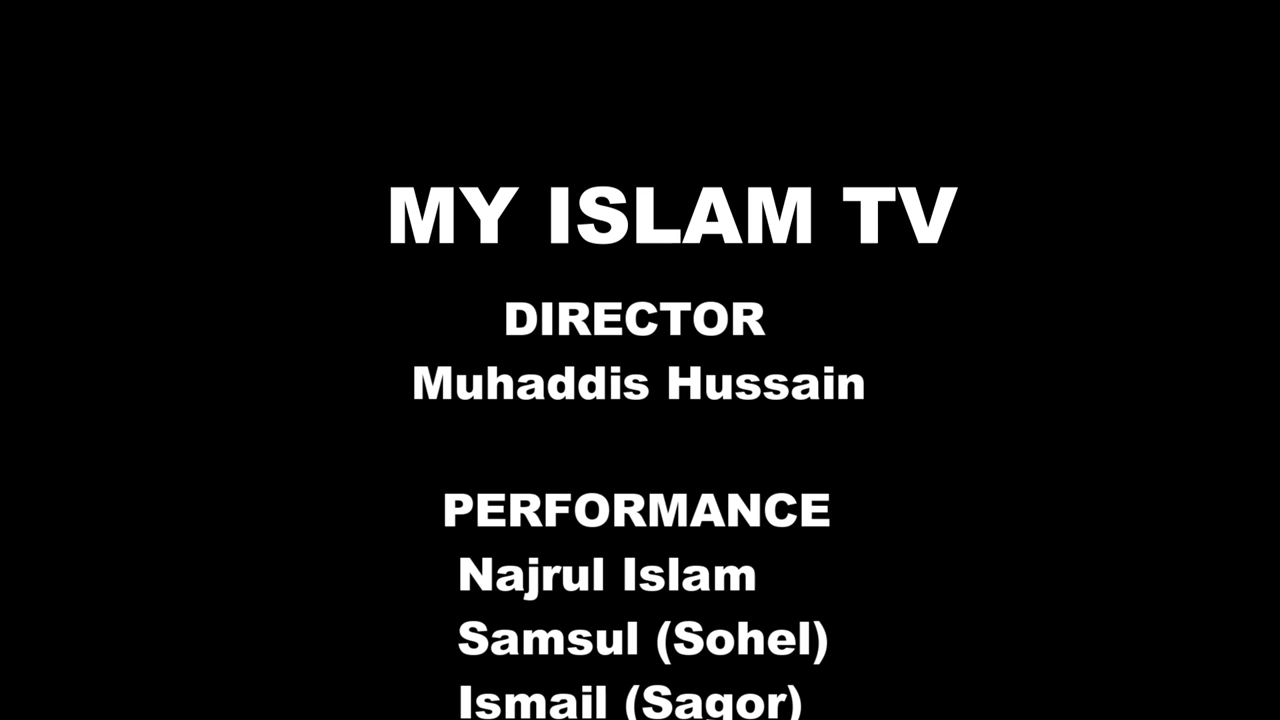 MY ISLAM TV
DIRECTOR
Muhaddis Hussain
PERFORMANCE
Najrul Islam
Samsul (Sohel)
Ismail (Sagor)